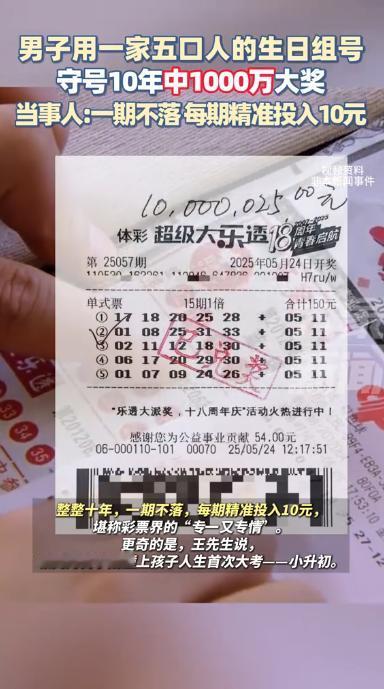 男子用一家五口人的生日组号
守号10年中1000万大奖
当事人:一期不落 每期精准投入10元
10,000,025.00元
体彩 超级大乐透 18周年 青春启航
第 25057期 2025年05月24日开奖
H7ru/w
单式票 15期1倍 合计150元
① 17 18 20 25 28 + 05 11
② 01 08 25 31 33 + 05 11
③ 02 11 12 18 30 + 05 11
④ 06 17 20 29 30 + 05 11
⑤ 01 07 09 24 26 + 05 11
已兑奖
“乐透大派奖，十八周年庆”活动火热进行中！
感谢您为公益事业贡献 54.00元
06-000110-101 00070 25/05/24 12:17:51
整整十年，一期不落，每期精准投入10元，
堪称彩票界的“专一又专情”。
更奇的是，王先生说，
上孩子人生首次大考——小升初。